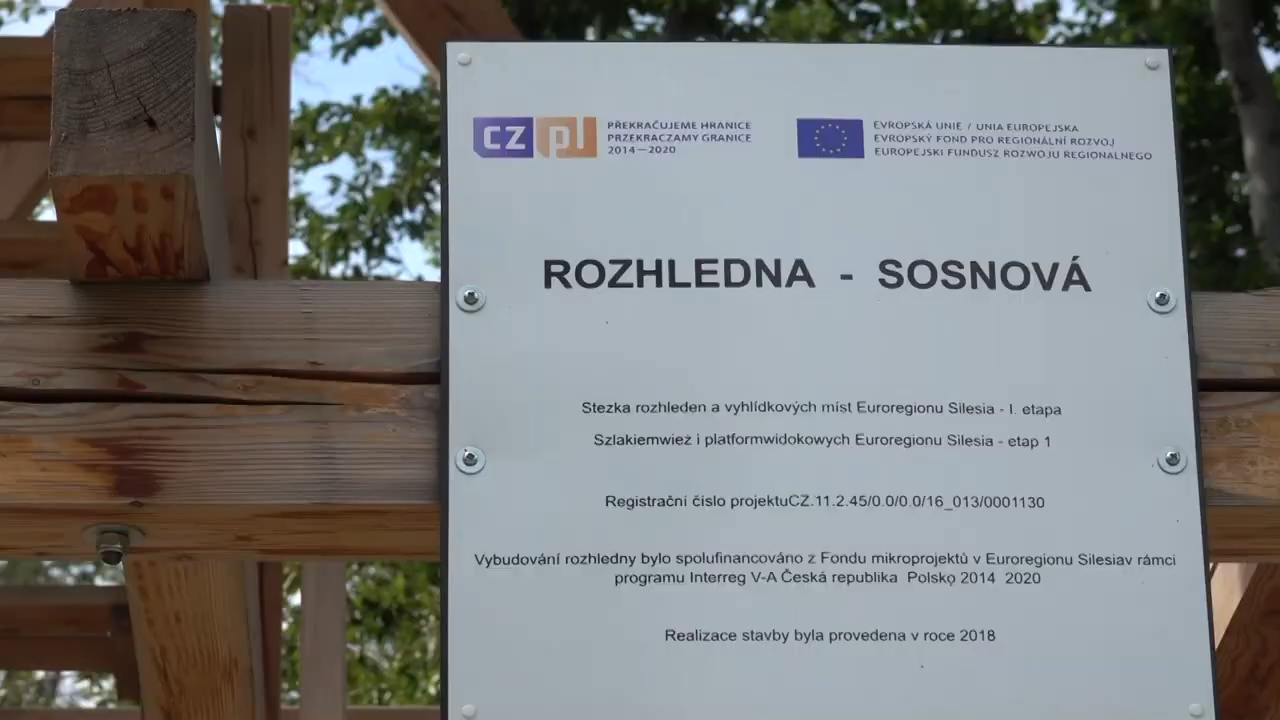 CZ PL
PŘEKRAČUJEME HRANICE
PRZEKRACZAMY GRANICE
2014—2020
EVROPSKÁ UNIE / UNIA EUROPEJSKA
EVROPSKÝ FOND PRO REGIONÁLNÍ ROZVOJ
EUROPEJSKI FUNDUSZ ROZWOJU REGIONALNEGO
ROZHLEDNA - SOSNOVÁ
Stezka rozhleden a vyhlídkových míst Euroregionu Silesia - I. etapa
Szlakiemwież i platformwidokowych Euroregionu Silesia - etap 1
Registrační číslo projektuCZ.11.2.45/0.0/0.0/16_013/0001130
Vybudování rozhledny bylo spolufinancováno z Fondu mikroprojektů v Euroregionu Silesiav rámci
programu Interreg V-A Česká republika Polsko 2014 2020
Realizace stavby byla provedena v roce 2018